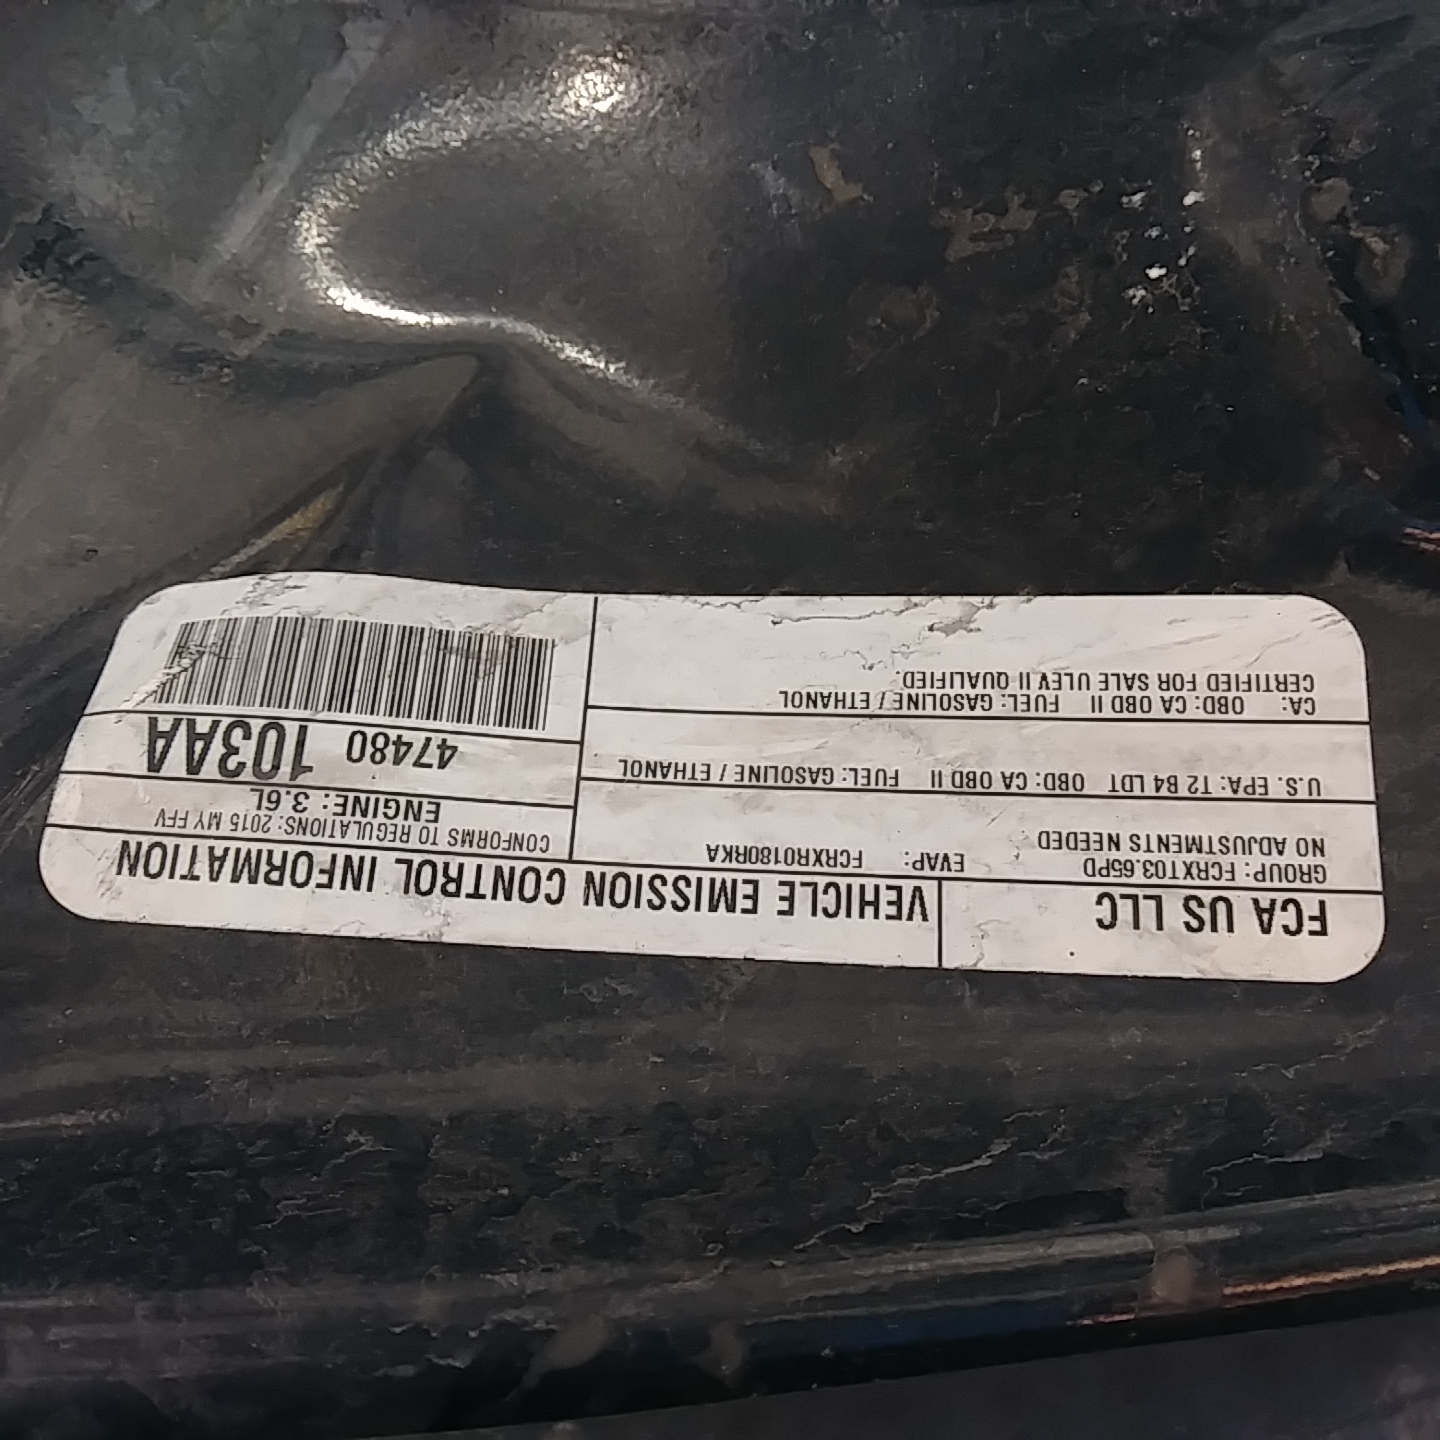 FCA US LLC
VEHICLE EMISSION CONTROL INFORMATION
GROUP: FCRXT03.65PD EVAP: FCRXR0180RKA
NO ADJUSTMENTS NEEDED
CONFORMS TO REGULATIONS: 2015 MY FFV
ENGINE: 3.6L
U.S. EPA: T2 B4 LDT OBD: CA OBD II FUEL: GASOLINE / ETHANOL
47480 103AA
CA: OBD: CA OBD II FUEL: GASOLINE / ETHANOL
CERTIFIED FOR SALE ULEV II QUALIFIED.